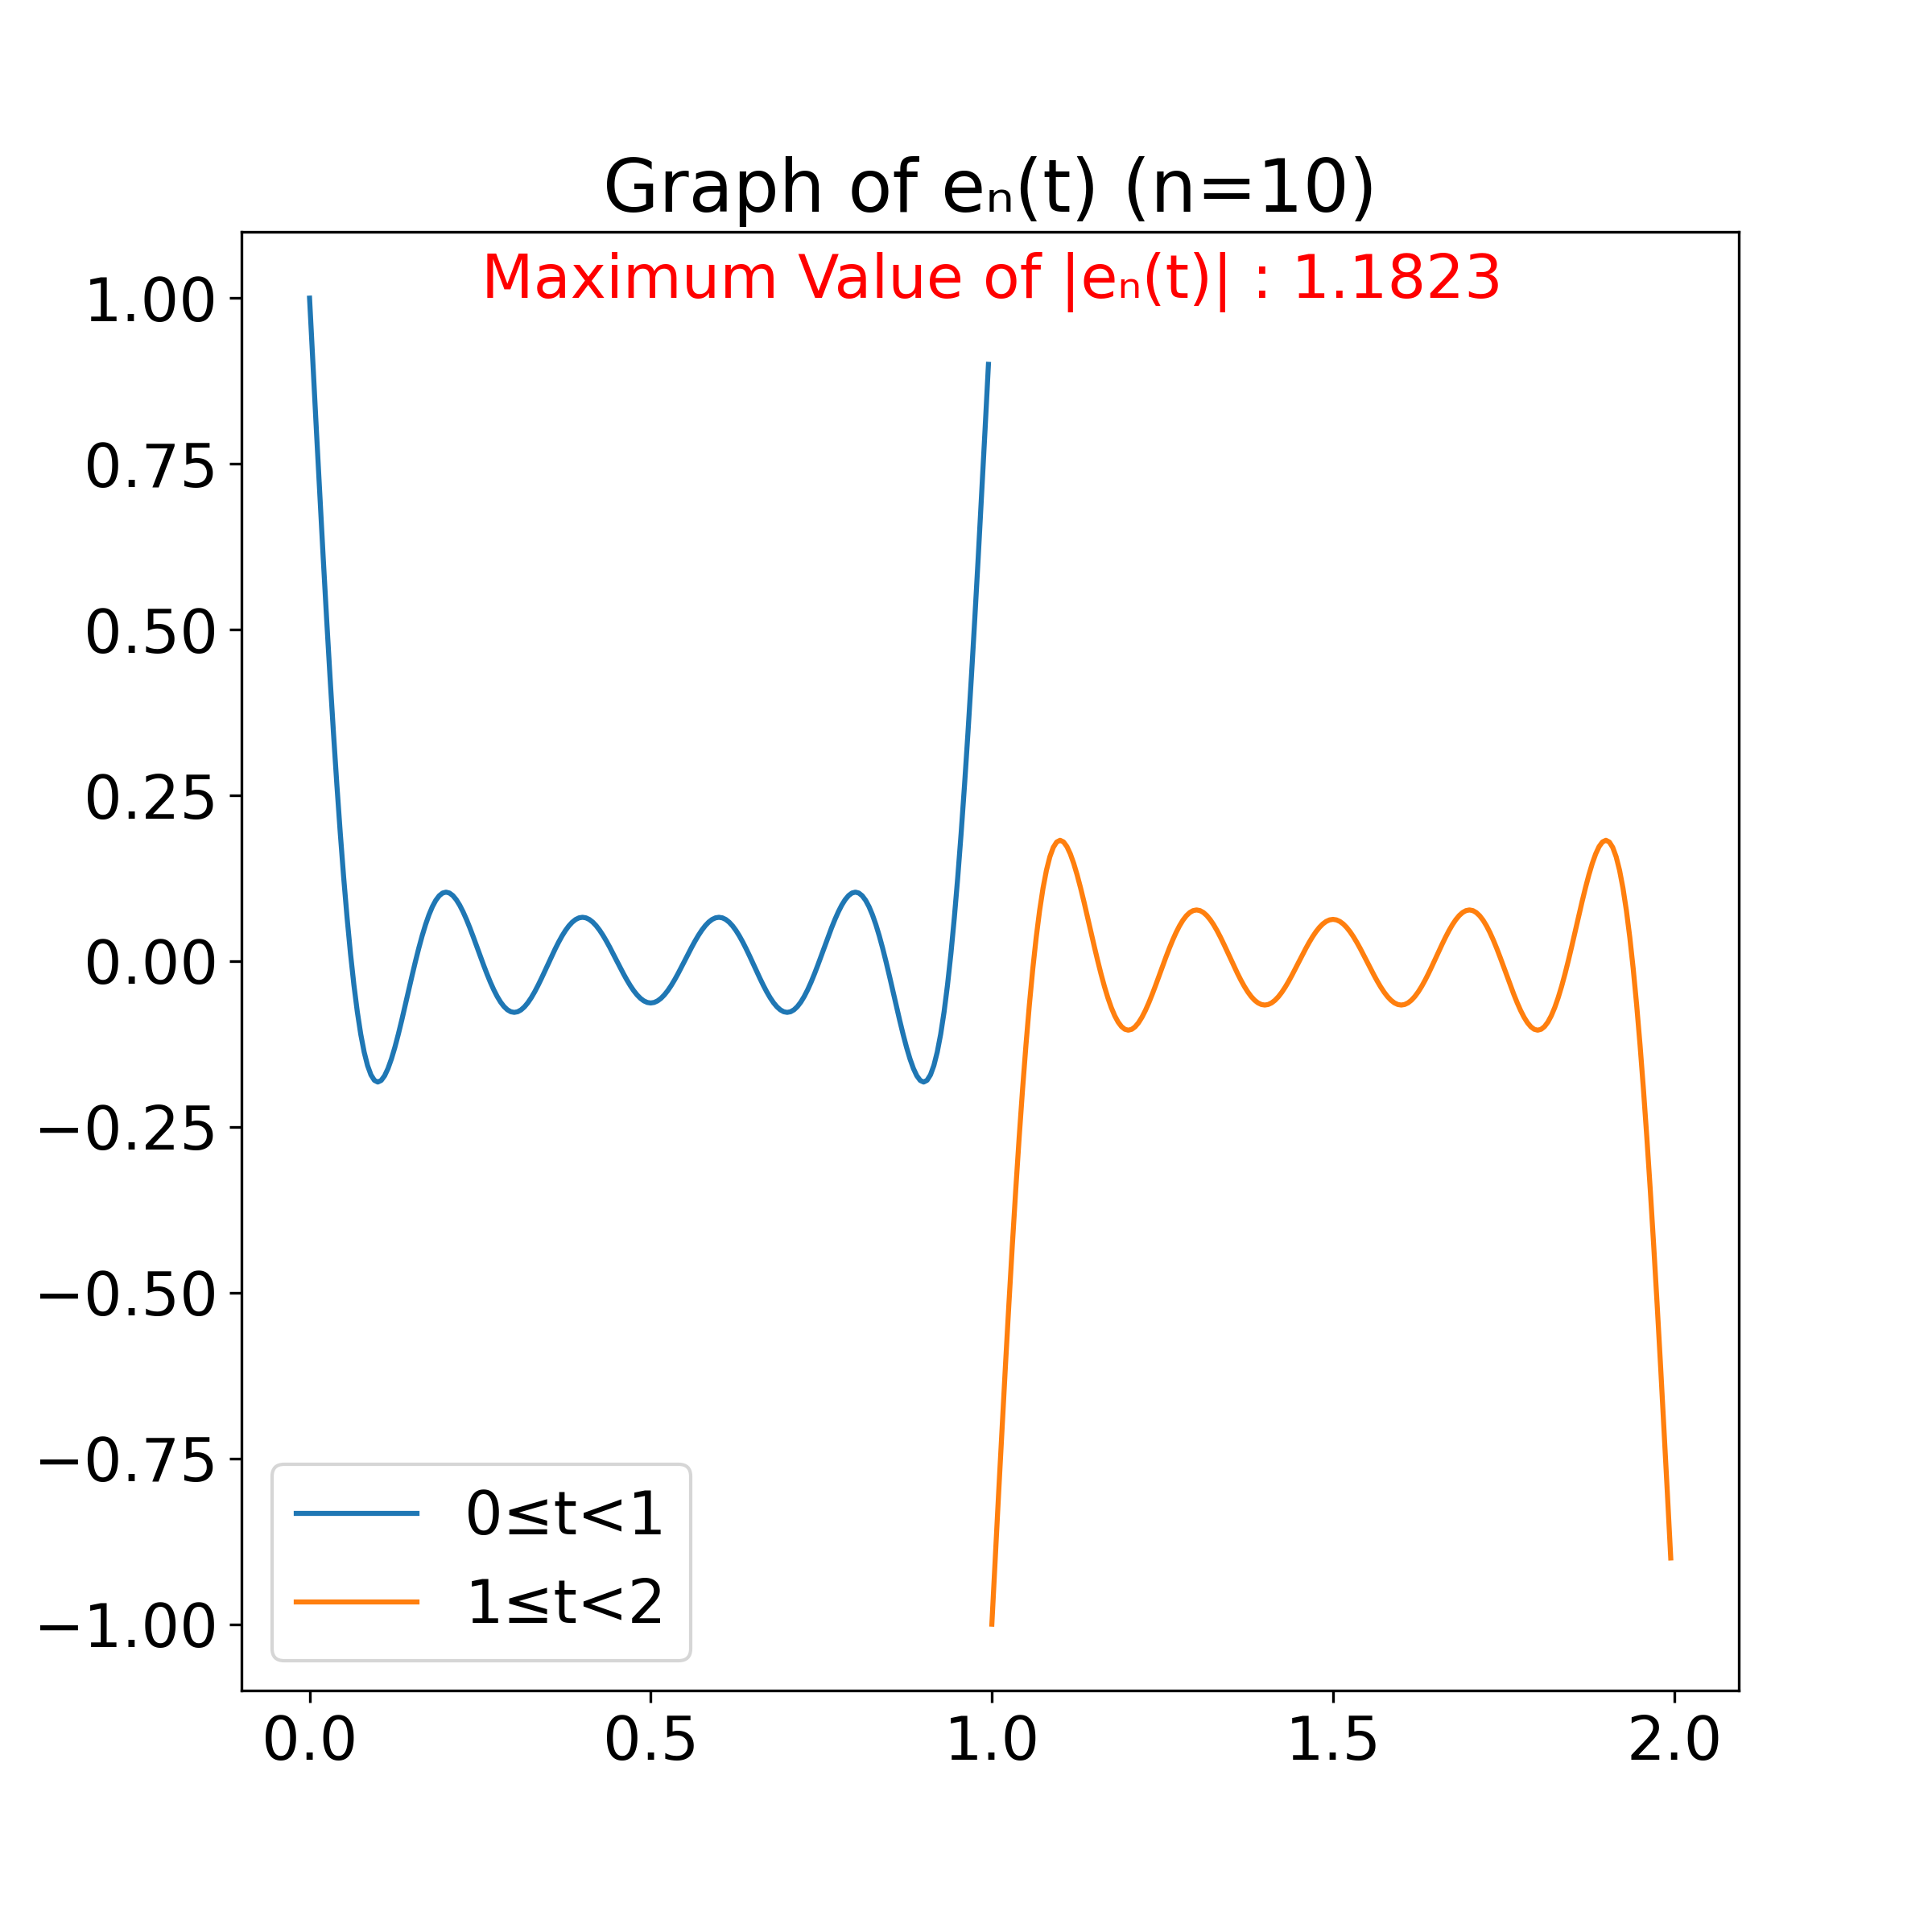 Graph of eₙ(t) (n=10)
Maximum Value of |eₙ(t)| : 1.1823
1.00
0.75
0.50
0.25
0.00
−0.25
−0.50
−0.75
−1.00
0≤t<1
1≤t<2
0.0 0.5 1.0 1.5 2.0